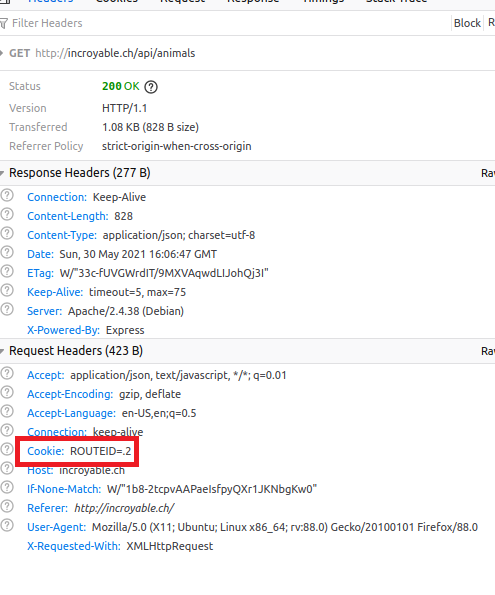 Headers Cookies Request Response Timings Stack Trace
Filter Headers Block
GET http://incroyable.ch/api/animals
Status 200 OK
Version HTTP/1.1
Transferred 1.08 KB (828 B size)
Referrer Policy strict-origin-when-cross-origin
Response Headers (277 B)
Connection: Keep-Alive
Content-Length: 828
Content-Type: application/json; charset=utf-8
Date: Sun, 30 May 2021 16:06:47 GMT
ETag: W/"33c-fUVGWrdIT/9MXVAqwdLIJohQj3I"
Keep-Alive: timeout=5, max=75
Server: Apache/2.4.38 (Debian)
X-Powered-By: Express
Request Headers (423 B)
Accept: application/json, text/javascript, */*; q=0.01
Accept-Encoding: gzip, deflate
Accept-Language: en-US,en;q=0.5
Connection: keep-alive
Cookie: ROUTEID=.2
Host: incroyable.ch
If-None-Match: W/"1b8-2tcpvAAPaeIsfpyQXr1JKNbgKw0"
Referer: http://incroyable.ch/
User-Agent: Mozilla/5.0 (X11; Ubuntu; Linux x86_64; rv:88.0) Gecko/20100101 Firefox/88.0
X-Requested-With: XMLHttpRequest